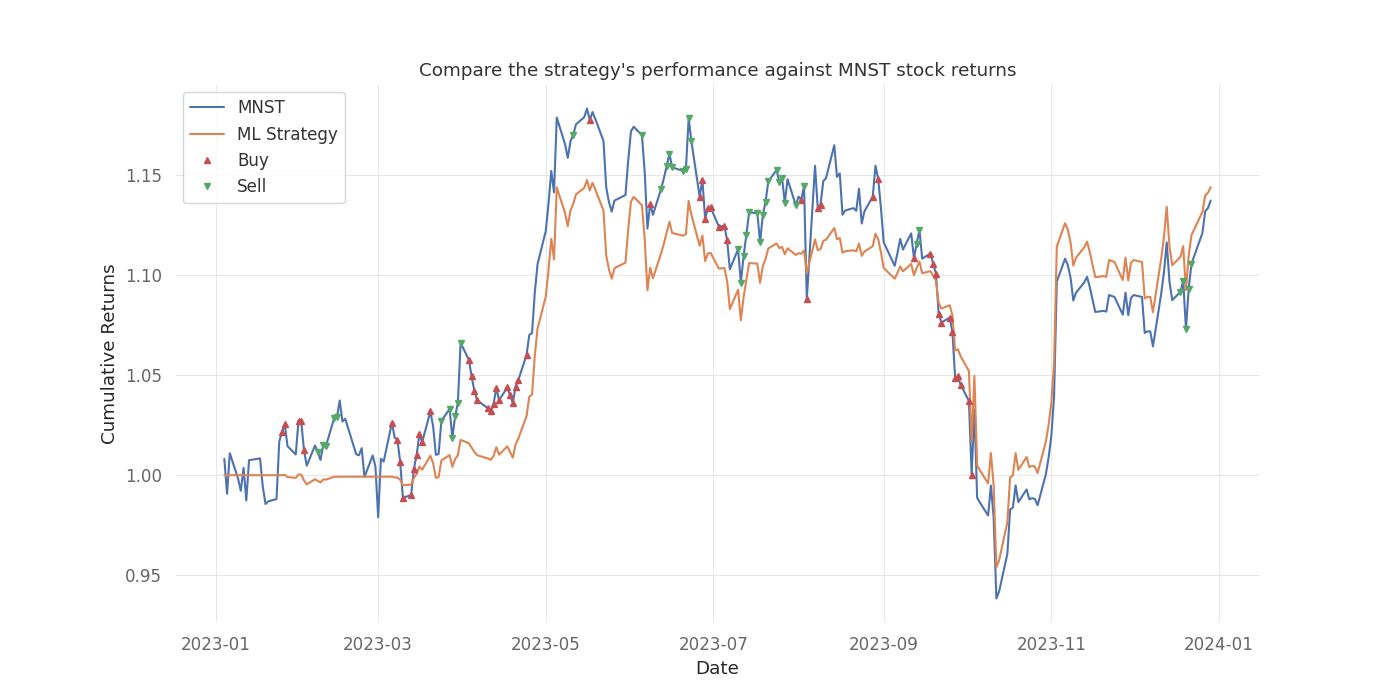 Compare the strategy's performance against MNST stock returns
MNST
ML Strategy
Buy
Sell
Cumulative Returns
1.15
1.10
1.05
1.00
0.95
2023-01
2023-03
2023-05
2023-07
2023-09
2023-11
2024-01
Date